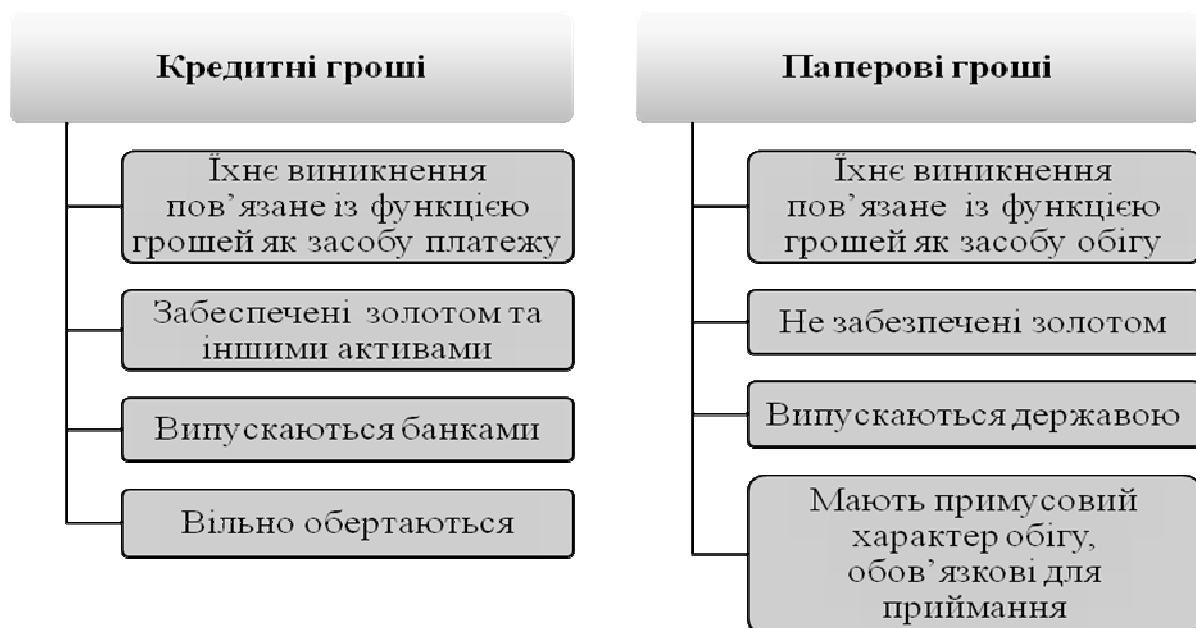 Кредитні гроші
Їхнє виникнення
пов’язане із функцією
грошей як засобу платежу
Забеспечені золотом та
іншими активами
Випускаються банками
Вільно обертаються
Паперові гроші
Їхнє виникнення
пов’язане із функцією
грошей як засобу обігу
Не забезпечені золотом
Випускаються державою
Мають примусовий
характер обігу,
обов’язкові для
приймання